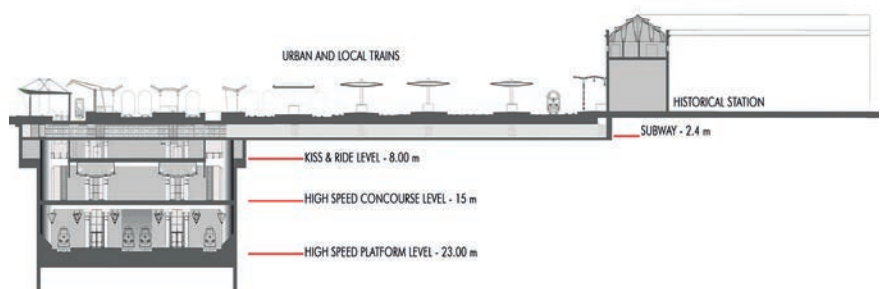 URBAN AND LOCAL TRAINS
HISTORICAL STATION
SUBWAY - 2.4 m
KISS & RIDE LEVEL - 8.00 m
HIGH SPEED CONCOURSE LEVEL - 15 m
HIGH SPEED PLATFORM LEVEL - 23.00 m